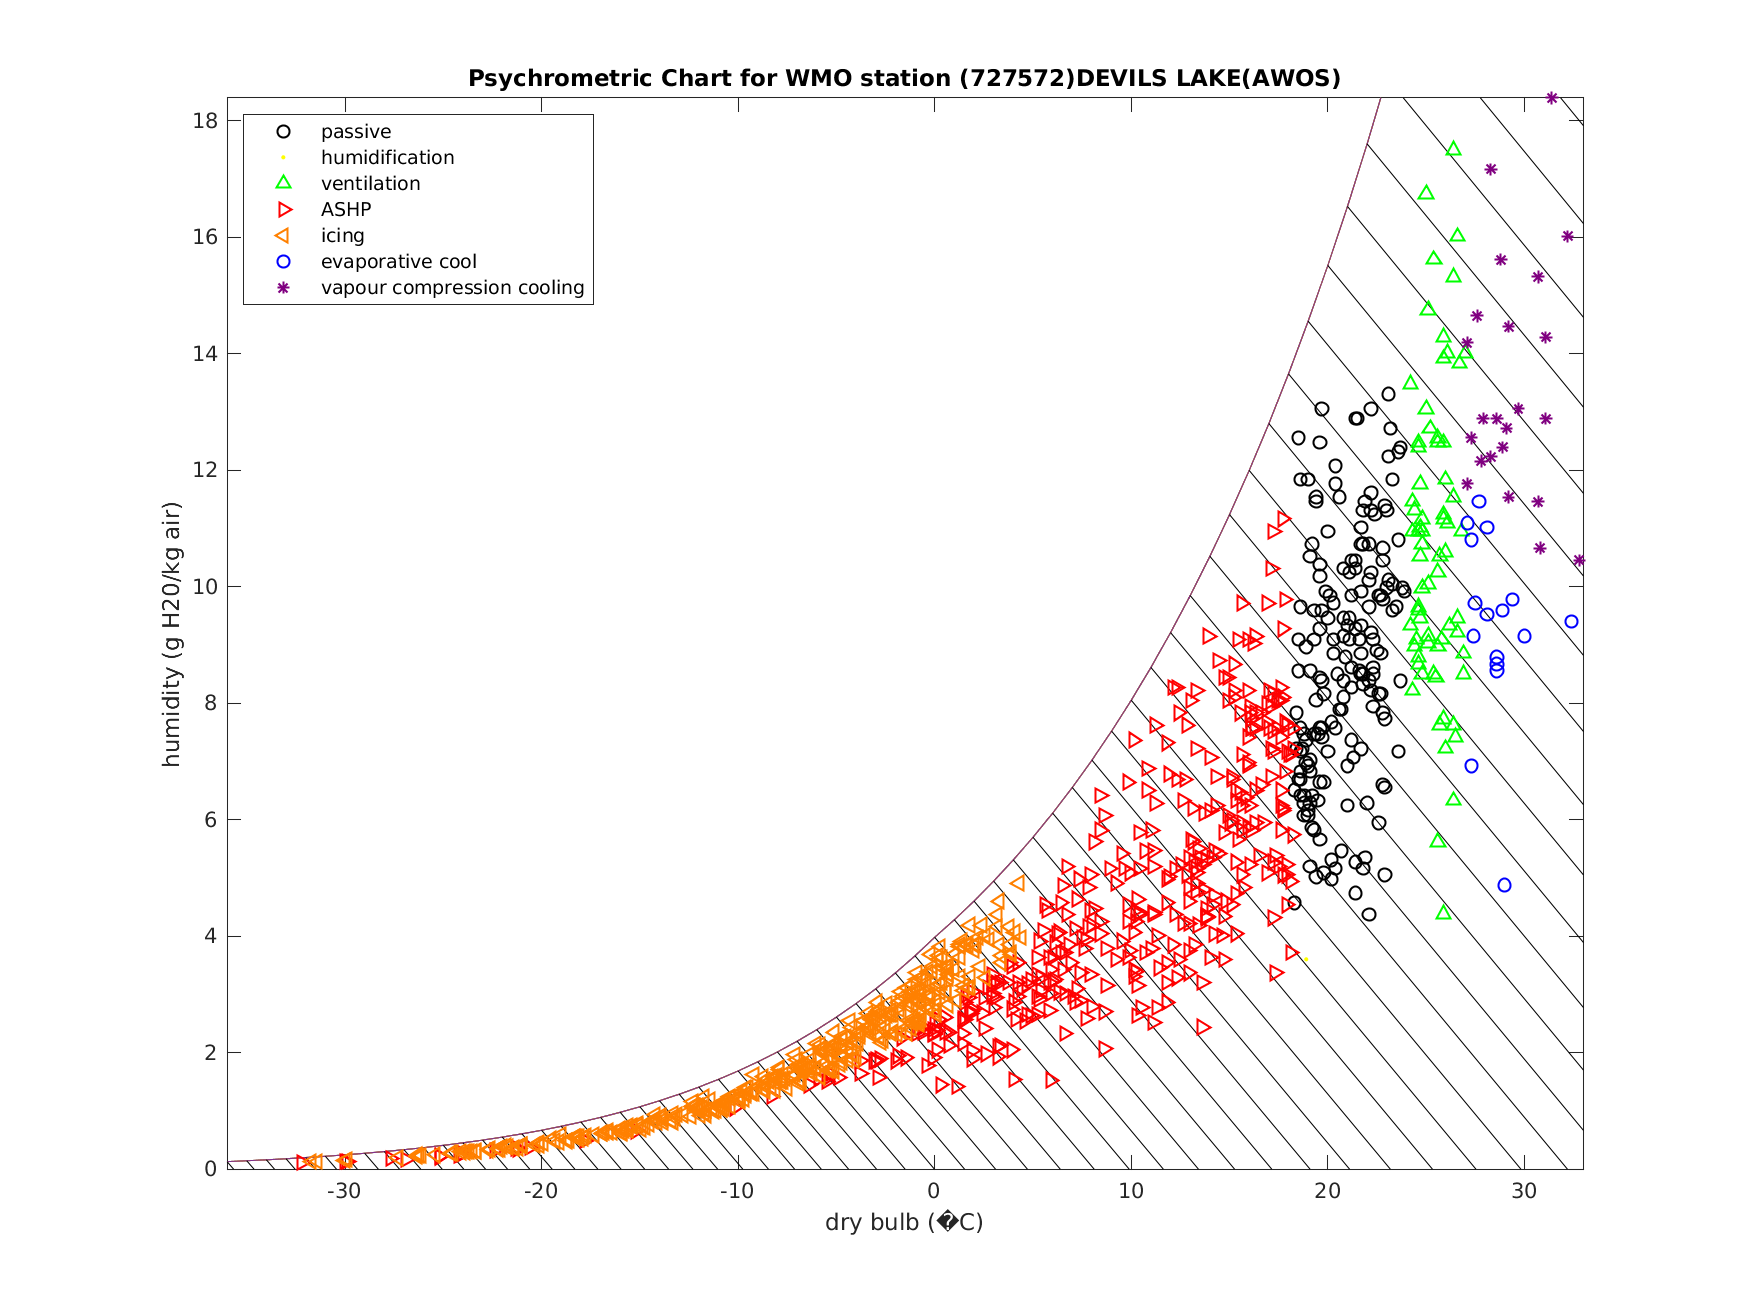 Psychrometric Chart for WMO station (727572)DEVILS LAKE(AWOS)
passive
humidification
ventilation
ASHP
icing
evaporative cool
vapour compression cooling
humidity (g H20/kg air)
18
16
14
12
10
8
6
4
2
0
-30 -20 -10 0 10 20 30
dry bulb (�C)